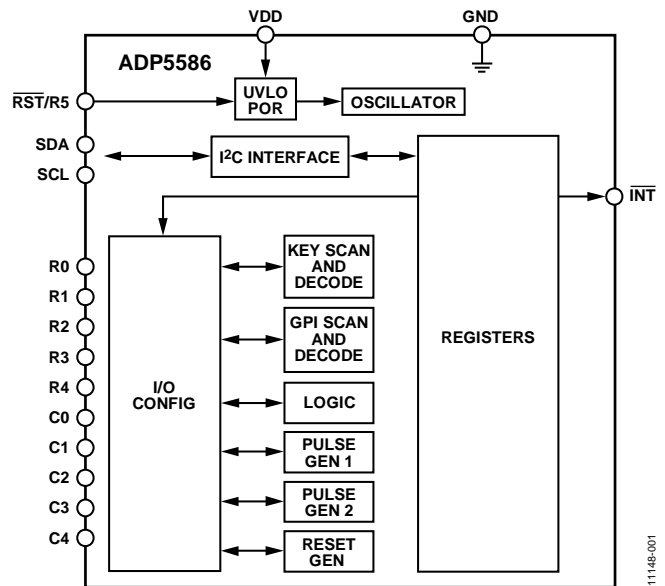 VDD
GND
ADP5586
RST/R5
UVLO
POR
OSCILLATOR
SDA
I²C INTERFACE
SCL
INT
R0
KEY SCAN
AND
DECODE
R1
R2
GPI SCAN
AND
DECODE
REGISTERS
R3
R4
I/O
CONFIG
LOGIC
C0
C1
PULSE
GEN 1
C2
PULSE
GEN 2
C3
C4
RESET
GEN
11148-001